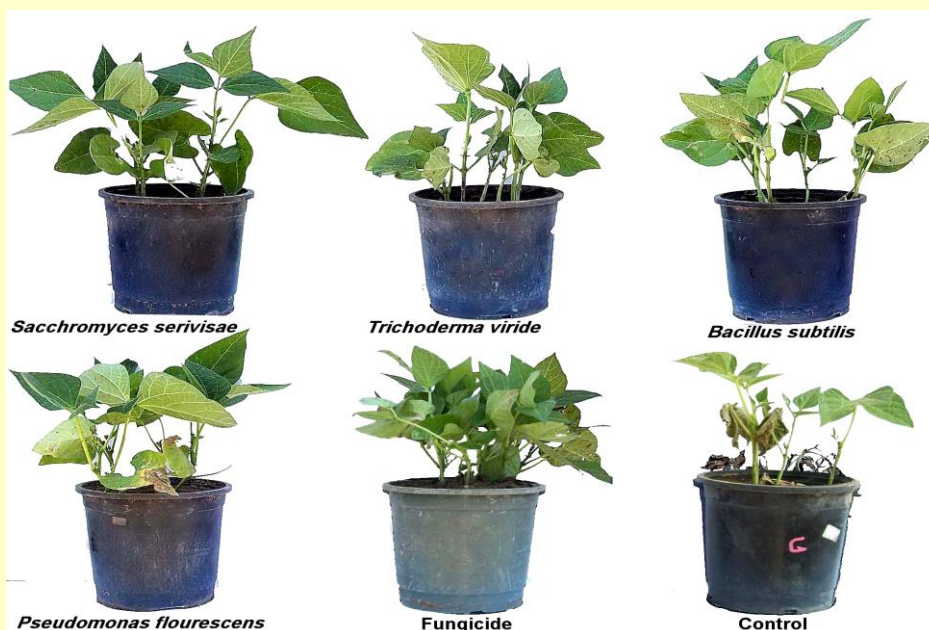 Sacchromyces serivisae
Trichoderma viride
Bacillus subtilis
G
Pseudomonas flourescens
Fungicide
Control